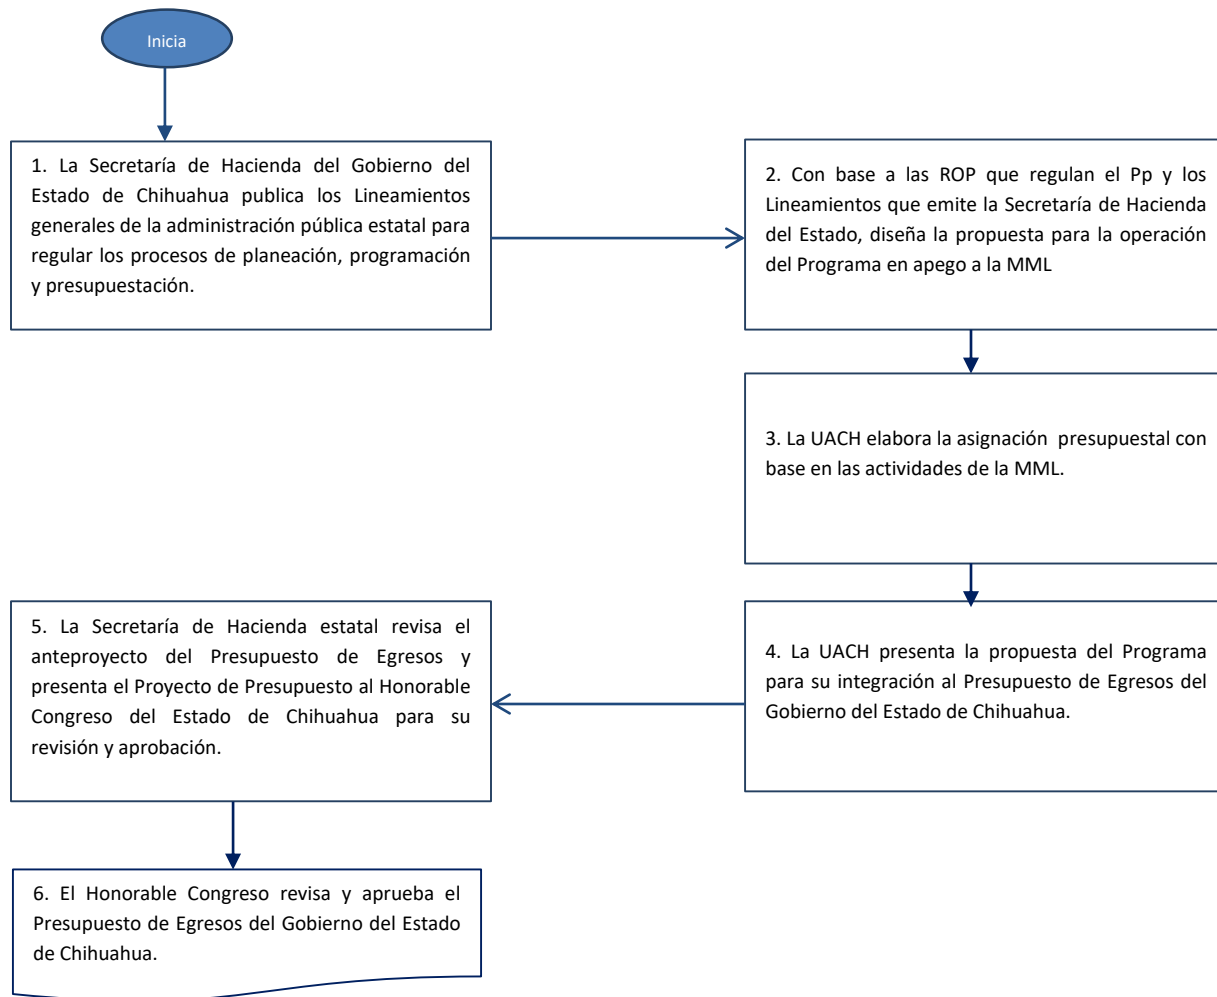 Inicia
1. La Secretaría de Hacienda del Gobierno del
Estado de Chihuahua publica los Lineamientos
generales de la administración pública estatal para
regular los procesos de planeación, programación
y presupuestación.
2. Con base a las ROP que regulan el Pp y los
Lineamientos que emite la Secretaría de Hacienda
del Estado, diseña la propuesta para la operación
del Programa en apego a la MML
3. La UACH elabora la asignación presupuestal con
base en las actividades de la MML.
4. La UACH presenta la propuesta del Programa
para su integración al Presupuesto de Egresos del
Gobierno del Estado de Chihuahua.
5. La Secretaría de Hacienda estatal revisa el
anteproyecto del Presupuesto de Egresos y
presenta el Proyecto de Presupuesto al Honorable
Congreso del Estado de Chihuahua para su
revisión y aprobación.
6. El Honorable Congreso revisa y aprueba el
Presupuesto de Egresos del Gobierno del Estado
de Chihuahua.